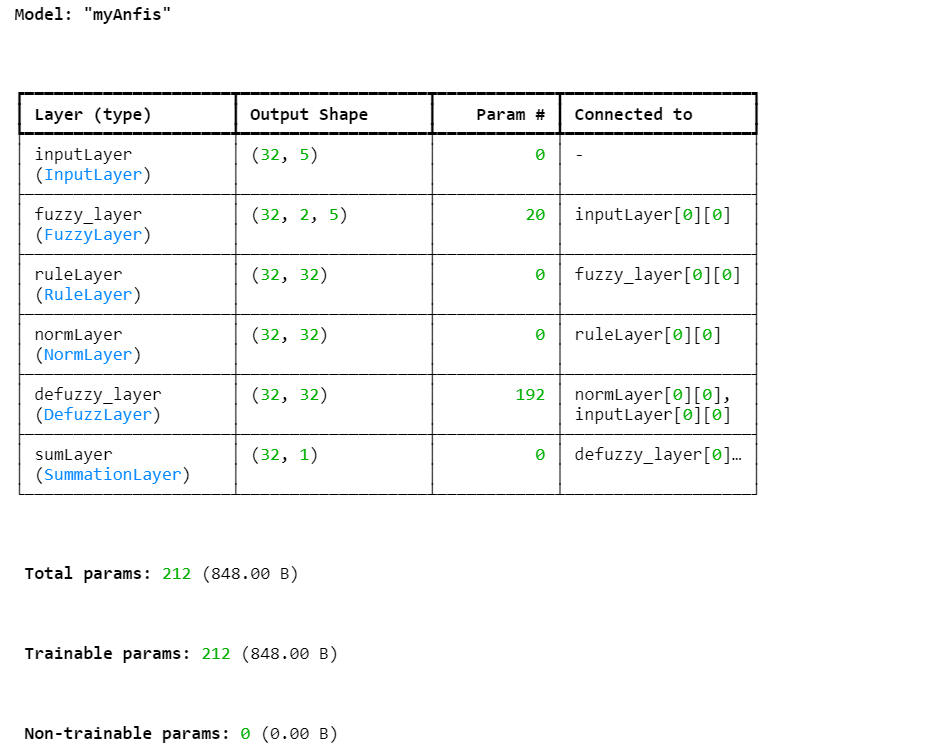 Model: "myAnfis"
Layer (type) Output Shape Param # Connected to
inputLayer (32, 5) 0 -
(InputLayer)
fuzzy_layer (32, 2, 5) 20 inputLayer[0][0]
(FuzzyLayer)
ruleLayer (32, 32) 0 fuzzy_layer[0][0]
(RuleLayer)
normLayer (32, 32) 0 ruleLayer[0][0]
(NormLayer)
defuzzy_layer (32, 32) 192 normLayer[0][0],
(DefuzzLayer) inputLayer[0][0]
sumLayer (32, 1) 0 defuzzy_layer[0]…
(SummationLayer)
Total params: 212 (848.00 B)
Trainable params: 212 (848.00 B)
Non-trainable params: 0 (0.00 B)